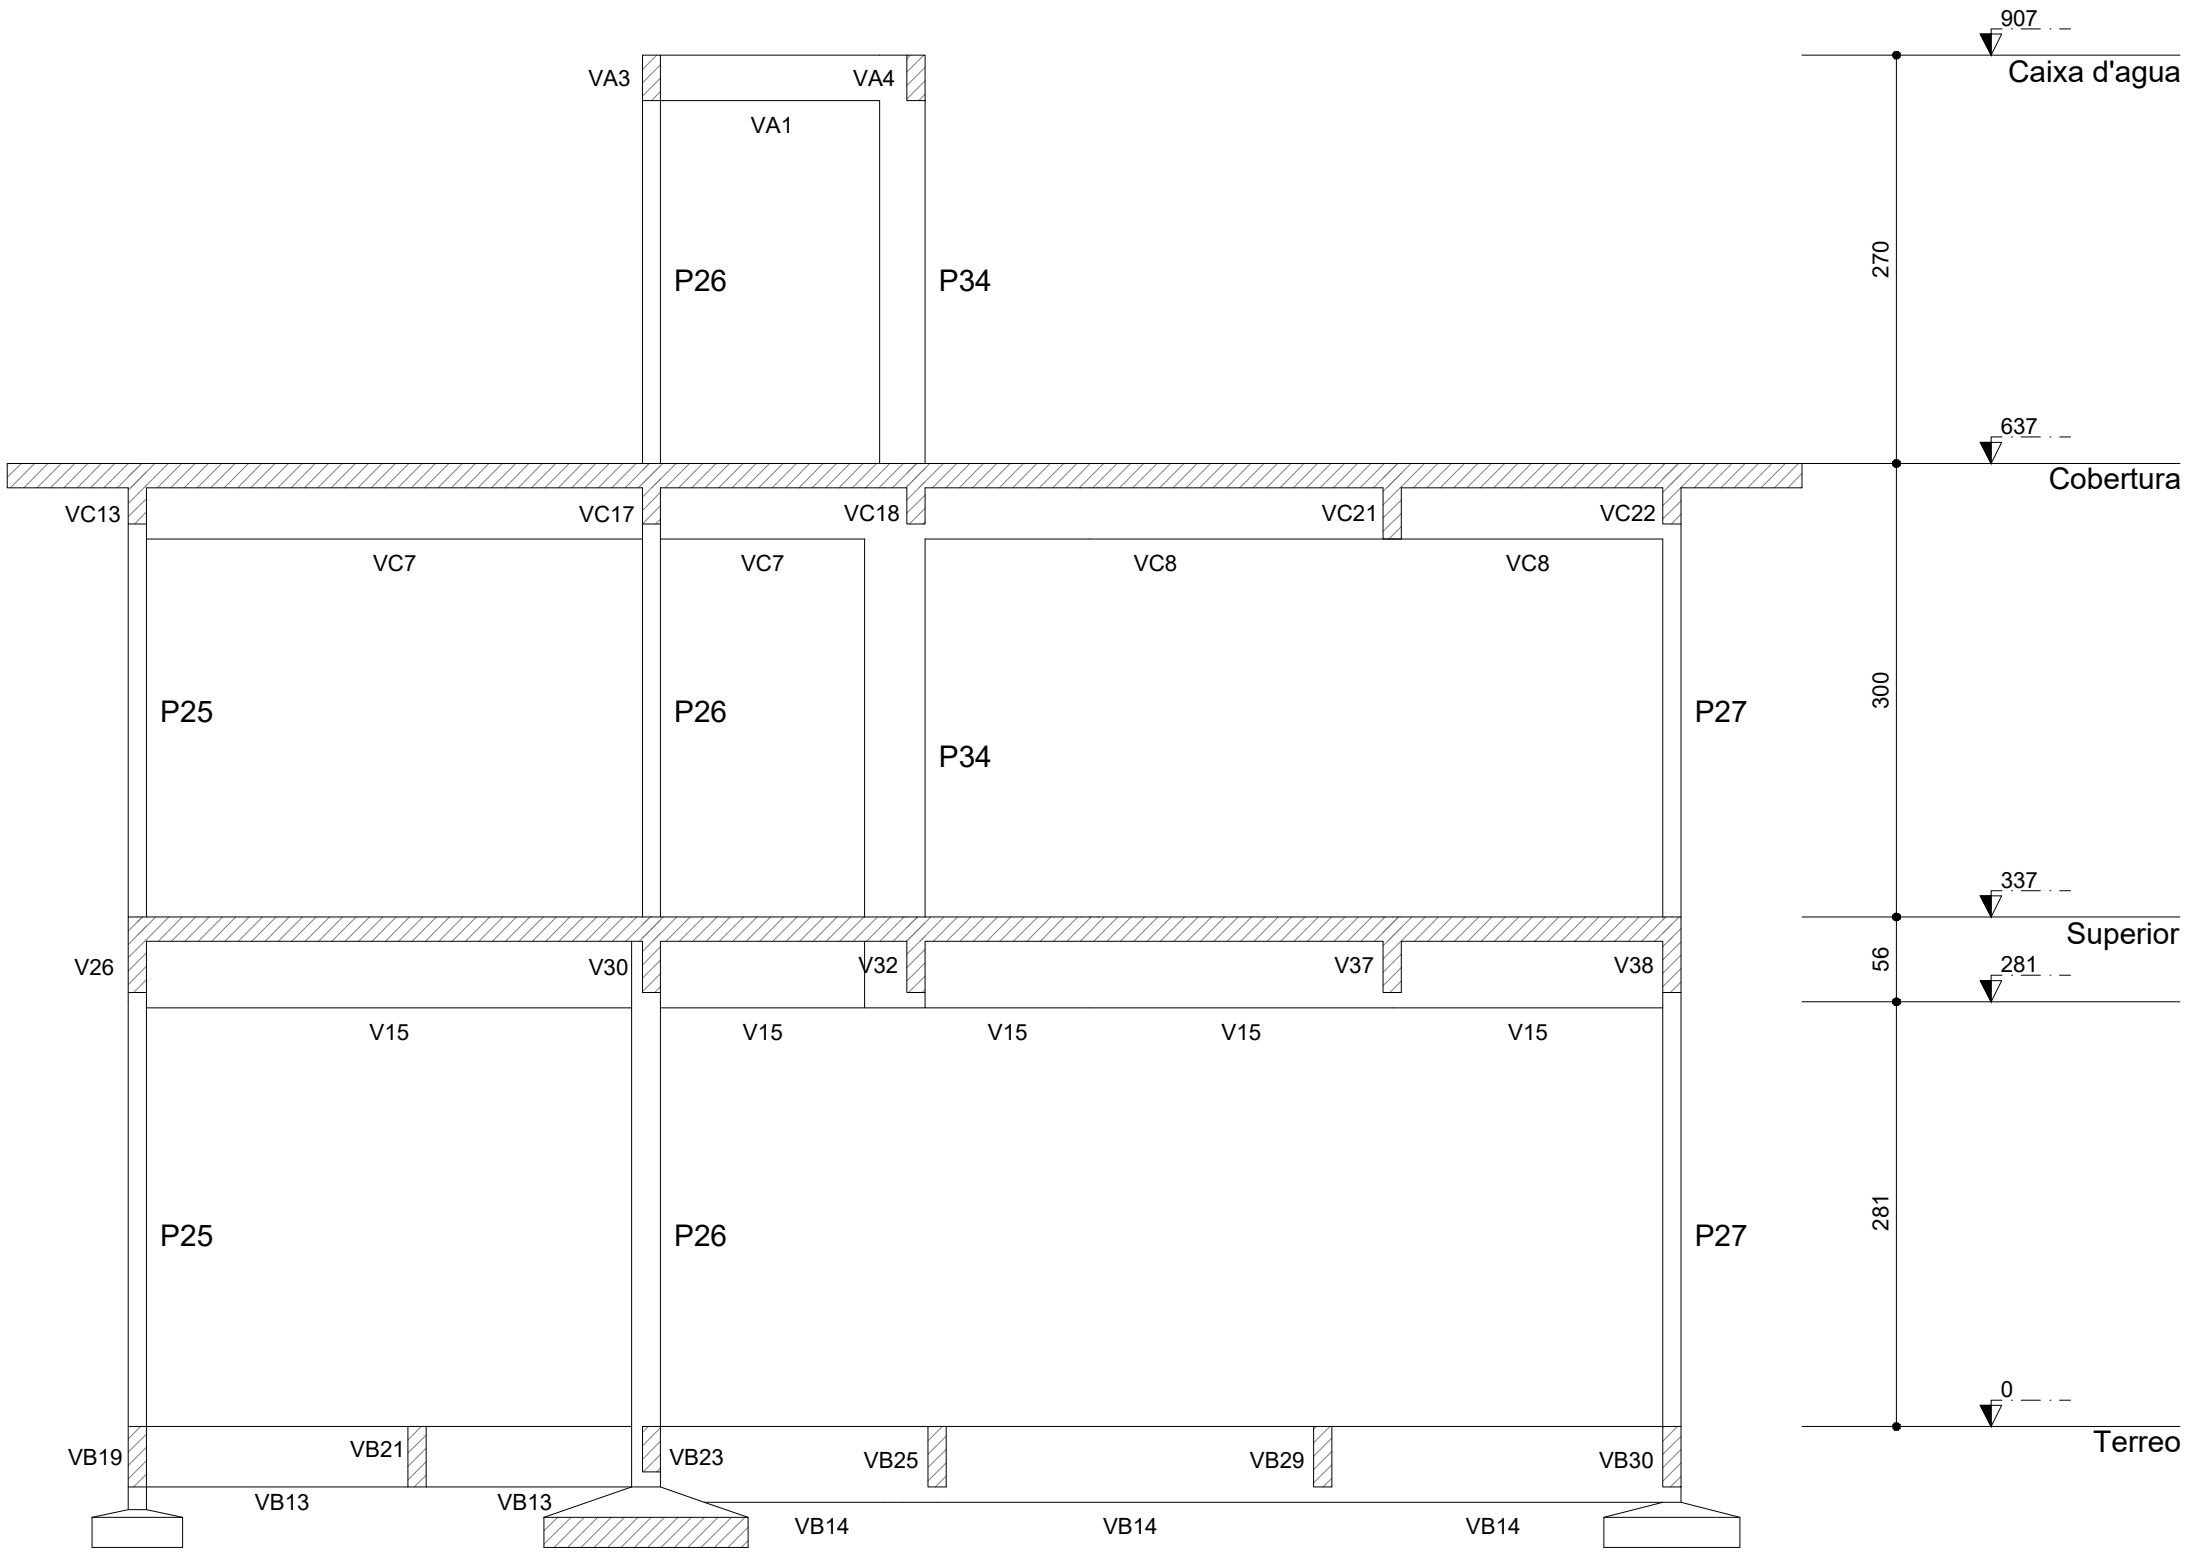 907
Caixa d'agua
VA3
VA4
VA1
270
P26
P34
637
Cobertura
VC13
VC17
VC18
VC21
VC22
VC7
VC7
VC8
VC8
300
P25
P26
P27
P34
337
Superior
V26
V30
V32
V37
V38
56
281
V15
V15
V15
V15
V15
281
P25
P26
P27
0
Terreo
VB19
VB21
VB23
VB25
VB29
VB30
VB13
VB13
VB14
VB14
VB14